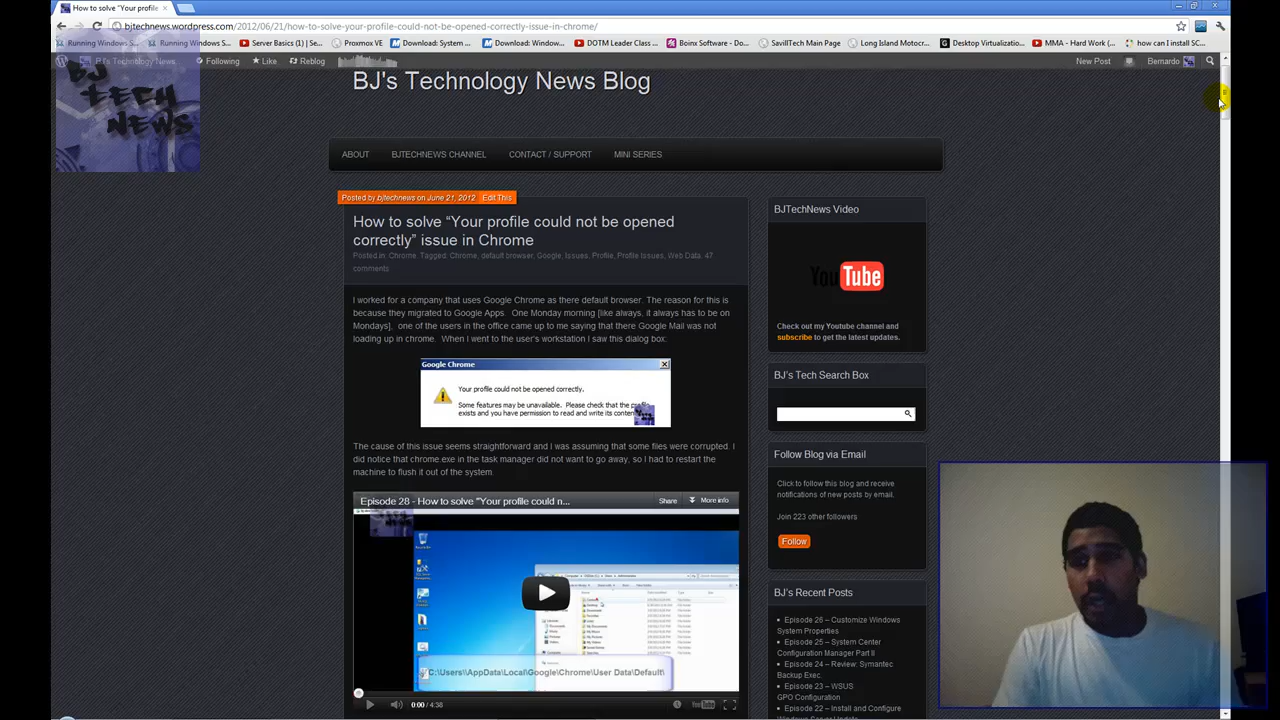 How to solve "Your profil
bjtechnews.wordpress.com/2012/06/21/how-to-solve-your-profile-could-not-be-opened-correctly-issue-in-chrome/
Running Windows S... Running Windows S... Server Basics (1) | Se... Proxmox VE Download: System ... Download: Window... DOTM Leader Class ... Boinx Software - Do... SavillTech Main Page Long Island Motocr... Desktop Virtualizatio... MMA - Hard Work (... how can I install SC...
BJ's Technology News Following Like Reblog New Post Bernardo
BJ TECH NEWS
BJ's Technology News Blog
ABOUT BJTECHNEWS CHANNEL CONTACT / SUPPORT MINI SERIES
Posted by bjtechnews on June 21, 2012 Edit This
How to solve “Your profile could not be opened
correctly” issue in Chrome
Posted in: Chrome. Tagged: Chrome, default browser, Google, Issues, Profile, Profile Issues, Web Data. 47
comments
I worked for a company that uses Google Chrome as there default browser. The reason for this is
because they migrated to Google Apps. One Monday morning [like always, it always has to be on
Mondays], one of the users in the office came up to me saying that there Google Mail was not
loading up in chrome. When I went to the user's workstation I saw this dialog box:
Google Chrome
Your profile could not be opened correctly.
Some features may be unavailable. Please check that the profile
exists and you have permission to read and write its conten
The cause of this issue seems straightforward and I was assuming that some files were corrupted. I
did notice that chrome.exe in the task manager did not want to go away, so I had to restart the
machine to flush it out of the system.
Episode 28 - How to solve "Your profile could n... Share More info
C:\Users\\AppData\Local\Google\Chrome\User Data\Default\
0:00 / 4:36 YouTube
BJTechNews Video
YouTube
Check out my Youtube channel and
subscribe to get the latest updates.
BJ's Tech Search Box
Follow Blog via Email
Click to follow this blog and receive
notifications of new posts by email.
Join 223 other followers
Follow
BJ's Recent Posts
Episode 26 – Customize Windows
System Properties
Episode 25 – System Center
Configuration Manager Part II
Episode 24 – Review: Symantec
Backup Exec.
Episode 23 – WSUS
GPO Configuration
Episode 22 – Install and Configure
Windows Server Update